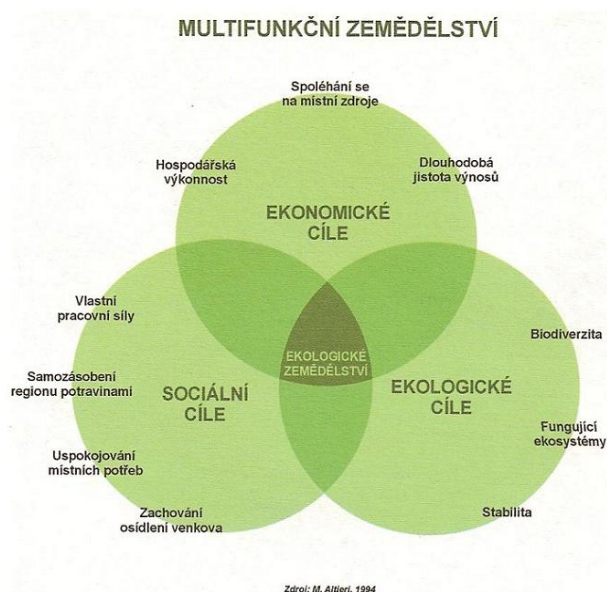 MULTIFUNKČNÍ ZEMĚDĚLSTVÍ
Spoléhání se
na místní zdroje
Hospodářská
výkonnost
Dlouhodobá
jistota výnosů
EKONOMICKÉ
CÍLE
Vlastní
pracovní síly
Samozásobení
regionu potravinami
Uspokojování
místních potřeb
Zachování
osídlení venkova
SOCIÁLNÍ
CÍLE
EKOLOGICKÉ
ZEMĚDĚLSTVÍ
EKOLOGICKÉ
CÍLE
Biodiverzita
Fungující
ekosystémy
Stabilita
Zdroj: M. Altieri, 1994